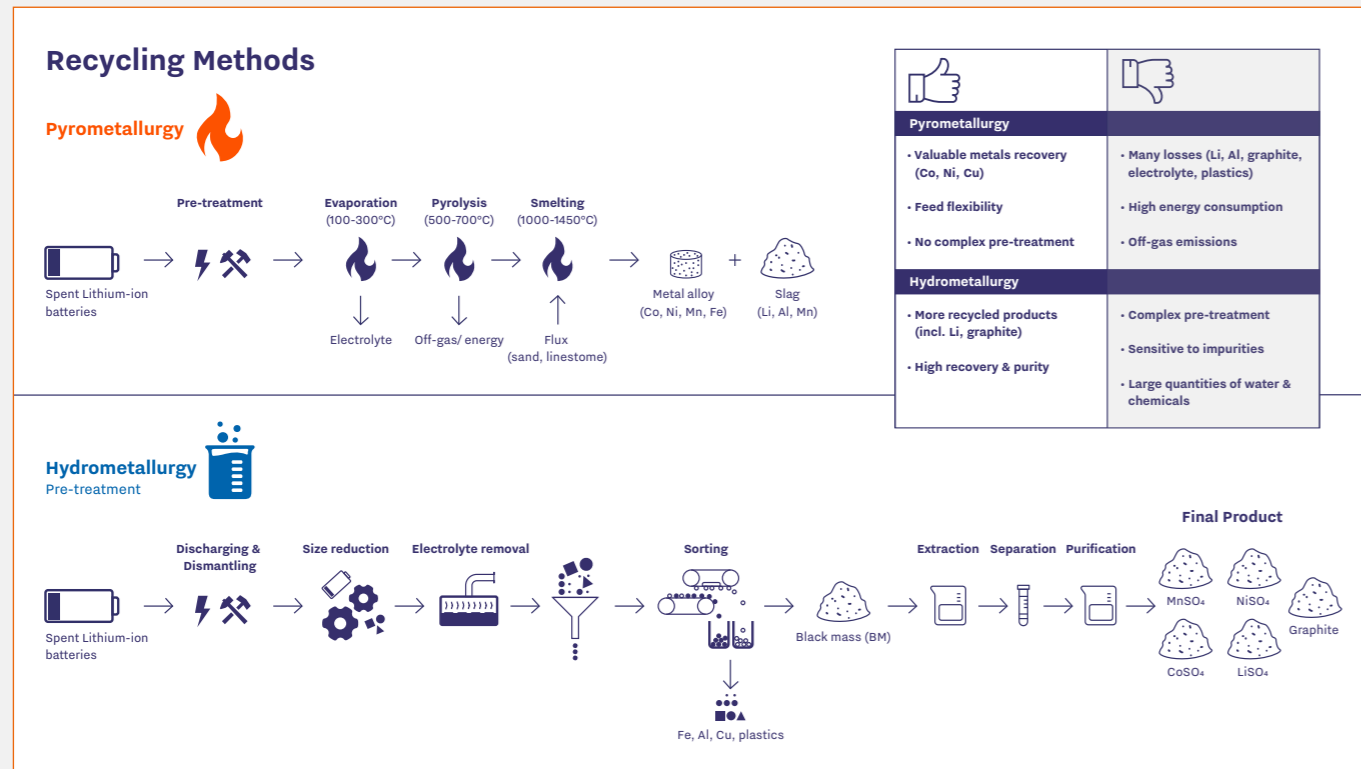 Recycling Methods
Pyrometallurgy
Pre-treatment
Evaporation
(100-300°C)
Pyrolysis
(500-700°C)
Smelting
(1000-1450°C)
Spent Lithium-ion
batteries
Electrolyte
Off-gas/ energy
Flux
(sand, linestome)
+
Metal alloy
(Co, Ni, Mn, Fe)
Slag
(Li, Al, Mn)
Pyrometallurgy
• Valuable metals recovery
(Co, Ni, Cu)
• Feed flexibility
• No complex pre-treatment
• Many losses (Li, Al, graphite,
electrolyte, plastics)
• High energy consumption
• Off-gas emissions
Hydrometallurgy
• More recycled products
(incl. Li, graphite)
• High recovery & purity
• Complex pre-treatment
• Sensitive to impurities
• Large quantities of water &
chemicals
Hydrometallurgy
Pre-treatment
Spent Lithium-ion
batteries
Discharging &
Dismantling
Size reduction
Electrolyte removal
Sorting
Fe, Al, Cu, plastics
Black mass (BM)
Extraction
Separation
Purification
Final Product
MnSO₄
NiSO₄
Graphite
CoSO₄
LiSO₄